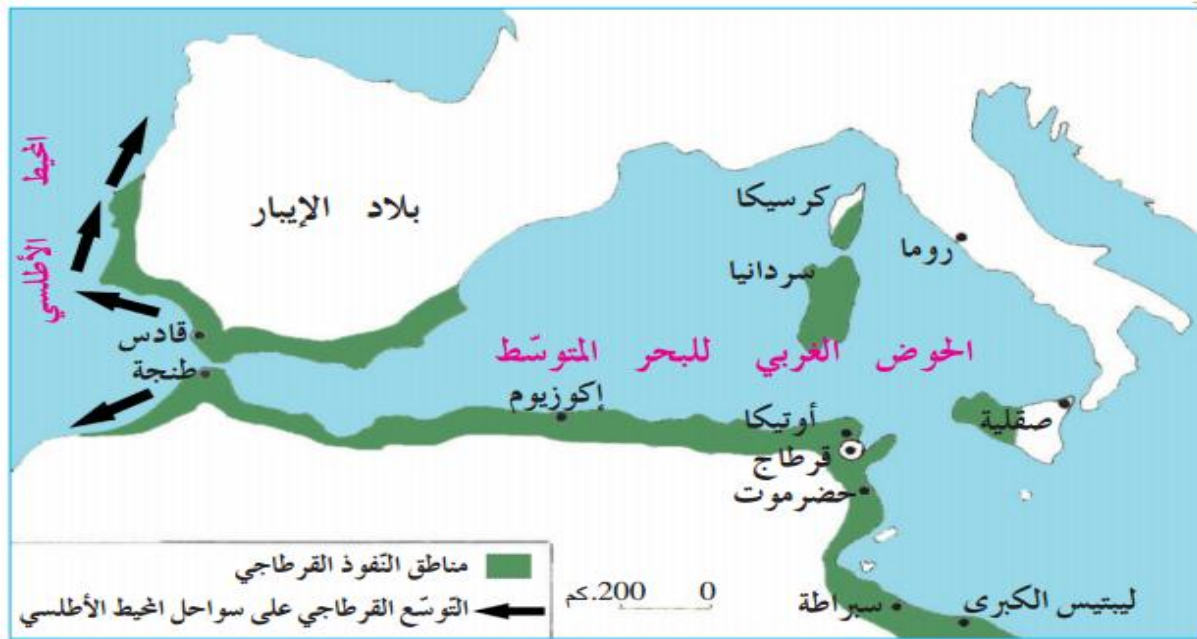 المحيط
الأطلسي
بلاد الإيبار
كرسيكا
روما
سردانيا
قادس
الحوض الغربي للبحر المتوسّط
طنجة
إكوزيوم
أوتيكا
صقلية
قرطاج
حضرموت
مناطق النّفوذ القرطاجي
التوسّع القرطاجي على سواحل المحيط الأطلسي
0 200.كم
سبراطة
ليبتيس الكبرى